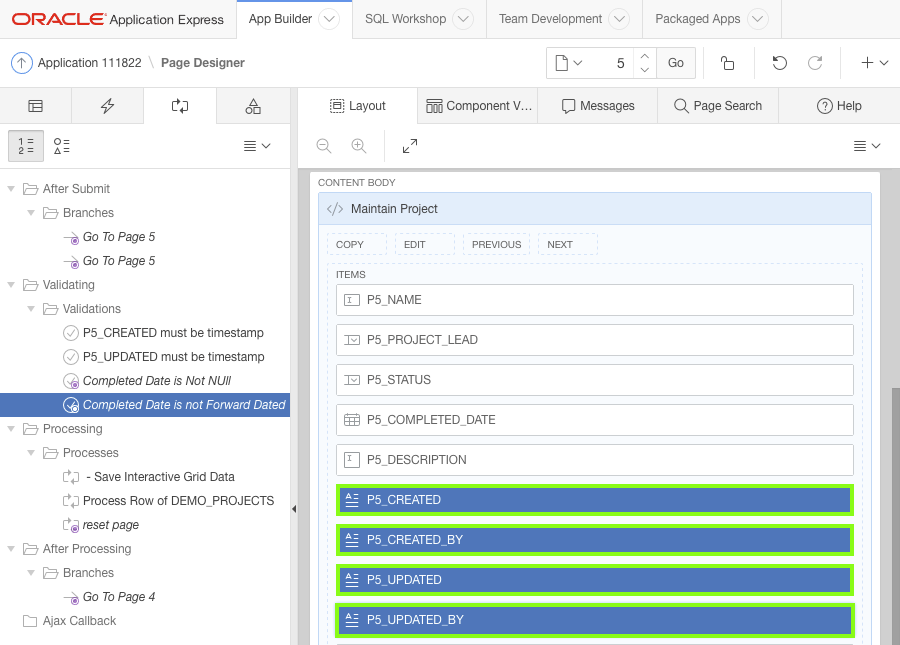 ORACLE® Application Express
App Builder
SQL Workshop
Team Development
Packaged Apps
Application 111822 \ Page Designer
5
Go
Layout
Component V...
Messages
Page Search
Help
1
2
After Submit
Branches
Go To Page 5
Go To Page 5
Validating
Validations
P5_CREATED must be timestamp
P5_UPDATED must be timestamp
Completed Date is Not NUll
Completed Date is not Forward Dated
Processing
Processes
- Save Interactive Grid Data
Process Row of DEMO_PROJECTS
reset page
After Processing
Branches
Go To Page 4
Ajax Callback
CONTENT BODY
Maintain Project
COPY
EDIT
PREVIOUS
NEXT
ITEMS
P5_NAME
P5_PROJECT_LEAD
P5_STATUS
P5_COMPLETED_DATE
P5_DESCRIPTION
P5_CREATED
P5_CREATED_BY
P5_UPDATED
P5_UPDATED_BY